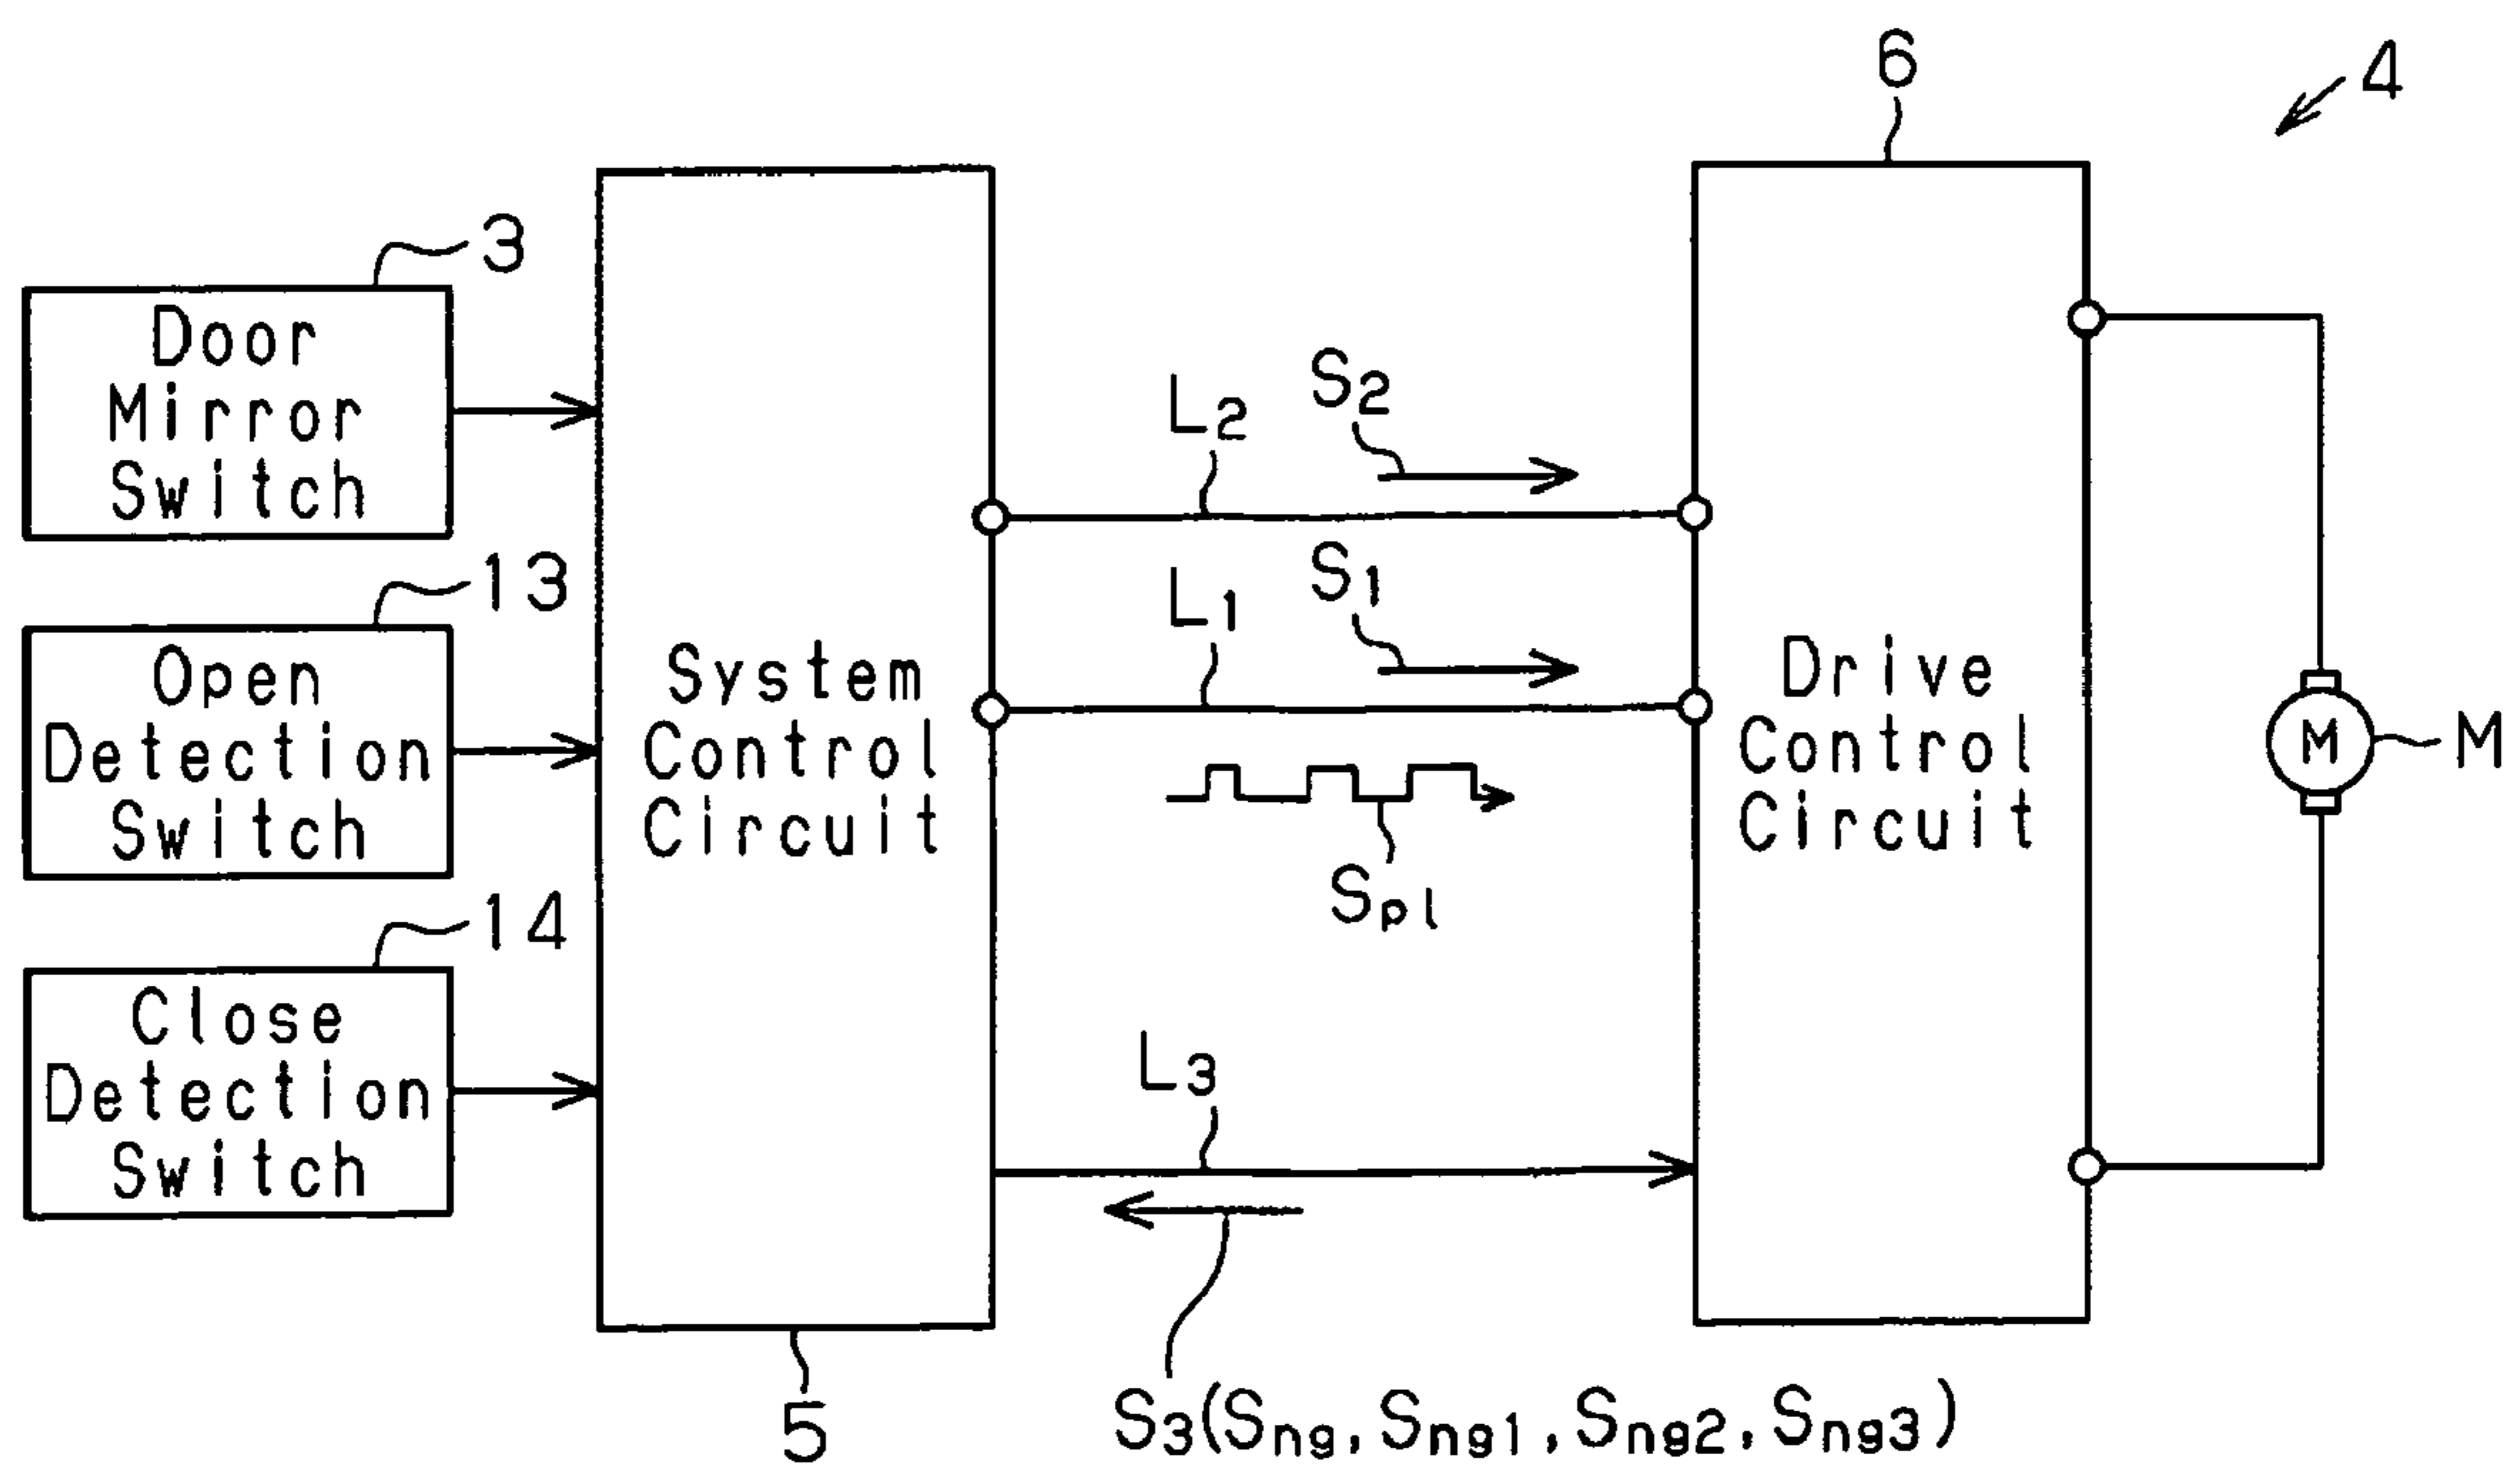 6
4
3
Door
Mirror
Switch
L2
S2
13
Open
Detection
Switch
L1
S1
System
Control
Circuit
Drive
Control
Circuit
M
M
Spl
14
Close
Detection
Switch
L3
5
S3(Sng,Sng1,Sng2,Sng3)